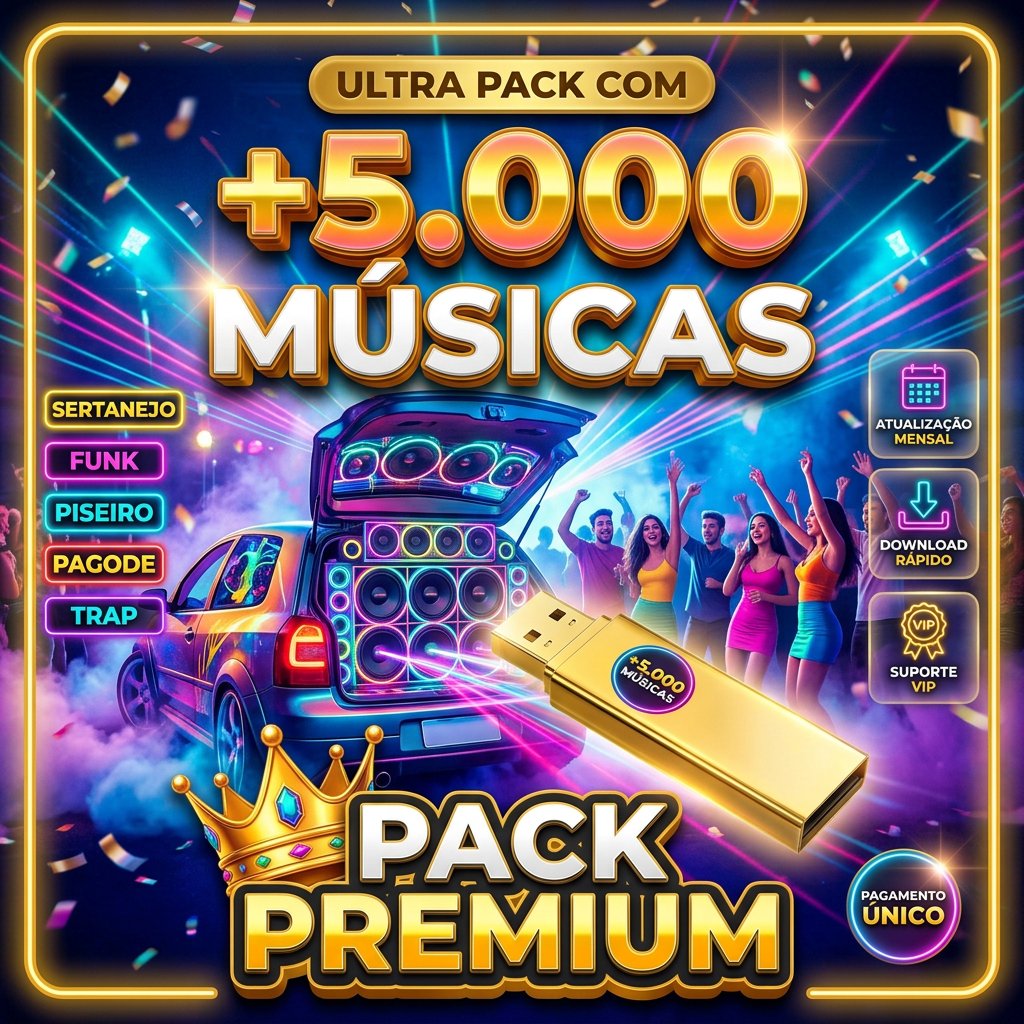 ULTRA PACK COM
+5.000
MÚSICAS
SERTANEJO
FUNK
PISEIRO
PAGODE
TRAP
ATUALIZAÇÃO
MENSAL
DOWNLOAD
RÁPIDO
VIP
SUPORTE
VIP
+5.000
MÚSICAS
PACK
PREMIUM
PAGAMENTO
ÚNICO